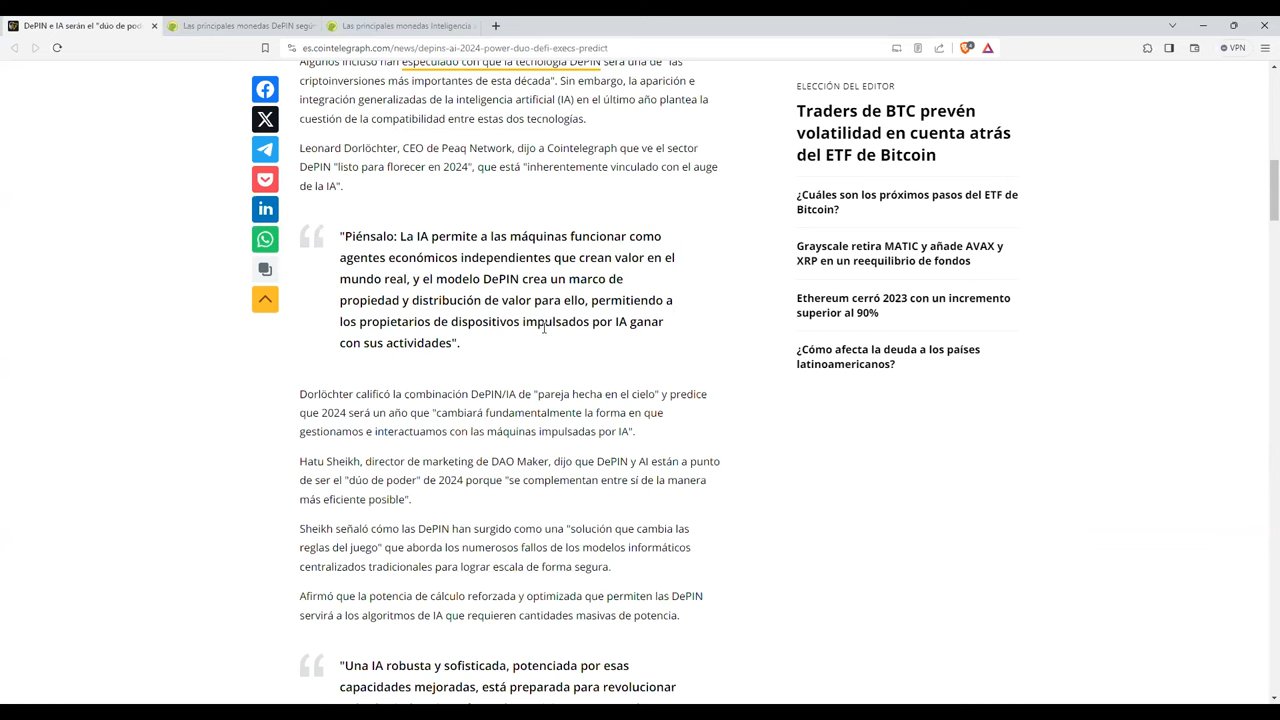 DePIN e IA serán el "dúo de pod
Las principales monedas DePIN segú
Las principales monedas Inteligencia
es.cointelegraph.com/news/depins-ai-2024-power-duo-defi-execs-predict
VPN
Algunos incluso han especulado con que la tecnología DePIN será una de "las
criptoinversiones más importantes de esta década". Sin embargo, la aparición e
integración generalizadas de la inteligencia artificial (IA) en el último año plantea la
cuestión de la compatibilidad entre estas dos tecnologías.
Leonard Dorlöchter, CEO de Peaq Network, dijo a Cointelegraph que ve el sector
DePIN "listo para florecer en 2024", que está "inherentemente vinculado con el auge
de la IA".
"Piénsalo: La IA permite a las máquinas funcionar como
agentes económicos independientes que crean valor en el
mundo real, y el modelo DePIN crea un marco de
propiedad y distribución de valor para ello, permitiendo a
los propietarios de dispositivos impulsados por IA ganar
con sus actividades".
Dorlöchter calificó la combinación DePIN/IA de "pareja hecha en el cielo" y predice
que 2024 será un año que "cambiará fundamentalmente la forma en que
gestionamos e interactuamos con las máquinas impulsadas por IA".
Hatu Sheikh, director de marketing de DAO Maker, dijo que DePIN y AI están a punto
de ser el "dúo de poder" de 2024 porque "se complementan entre sí de la manera
más eficiente posible".
Sheikh señaló cómo las DePIN han surgido como una "solución que cambia las
reglas del juego" que aborda los numerosos fallos de los modelos informáticos
centralizados tradicionales para lograr escala de forma segura.
Afirmó que la potencia de cálculo reforzada y optimizada que permiten las DePIN
servirá a los algoritmos de IA que requieren cantidades masivas de potencia.
"Una IA robusta y sofisticada, potenciada por esas
capacidades mejoradas, está preparada para revolucionar
ELECCIÓN DEL EDITOR
Traders de BTC prevén
volatilidad en cuenta atrás
del ETF de Bitcoin
¿Cuáles son los próximos pasos del ETF de
Bitcoin?
Grayscale retira MATIC y añade AVAX y
XRP en un reequilibrio de fondos
Ethereum cerró 2023 con un incremento
superior al 90%
¿Cómo afecta la deuda a los países
latinoamericanos?